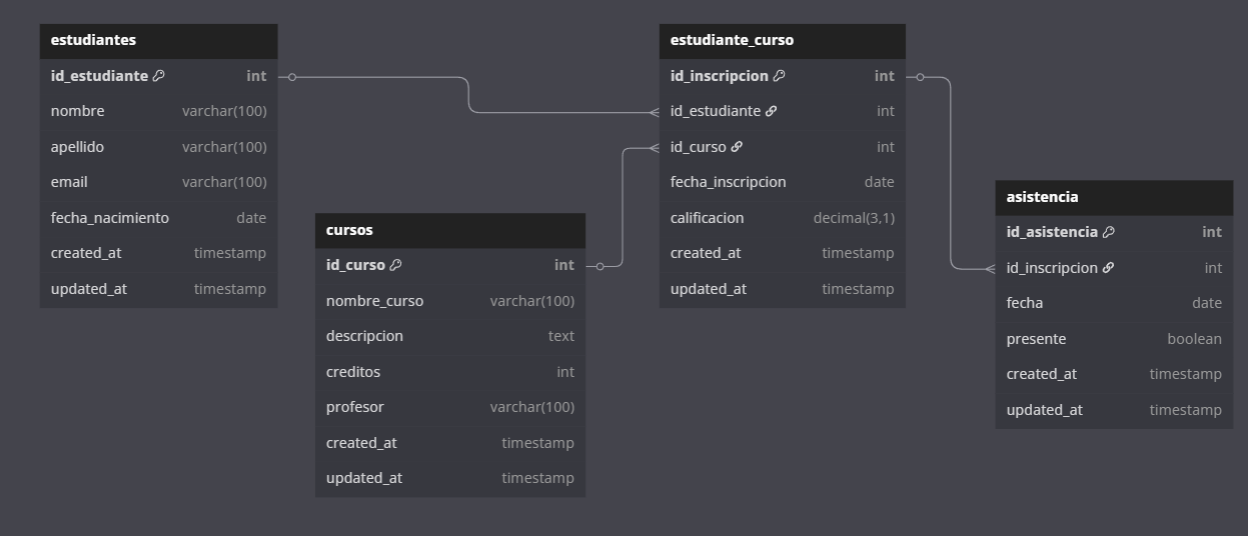 estudiantes
id_estudiante int
nombre varchar(100)
apellido varchar(100)
email varchar(100)
fecha_nacimiento date
created_at timestamp
updated_at timestamp
cursos
id_curso int
nombre_curso varchar(100)
descripcion text
creditos int
profesor varchar(100)
created_at timestamp
updated_at timestamp
estudiante_curso
id_inscripcion int
id_estudiante int
id_curso int
fecha_inscripcion date
calificacion decimal(3,1)
created_at timestamp
updated_at timestamp
asistencia
id_asistencia int
id_inscripcion int
fecha date
presente boolean
created_at timestamp
updated_at timestamp